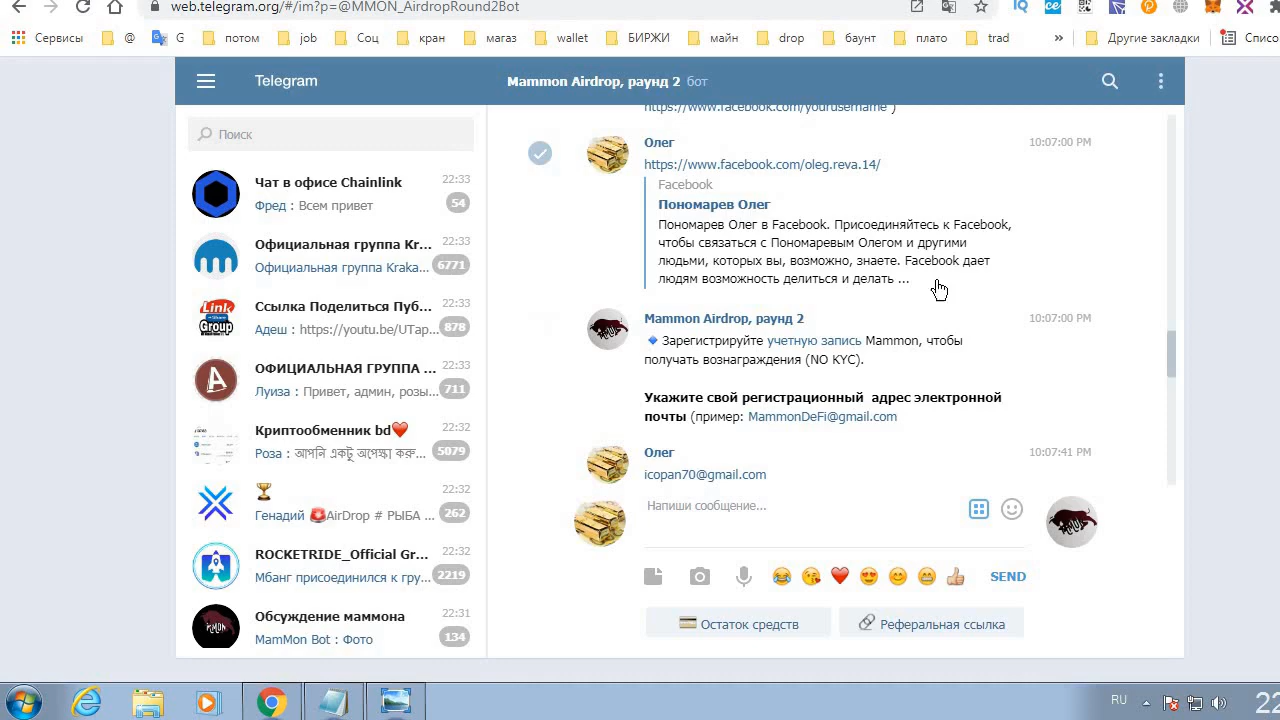 web.telegram.org/#/im?p=@MMON_AirdropRound2Bot
Сервисы @ G потом job Соц кран магаз wallet БИРЖИ майн drop баунт плато trad » Другие закладки Списо
Telegram
Mammon Airdrop, раунд 2 бот
Поиск
Чат в офисе Chainlink 22:33
Фред : Всем привет 54
Официальная группа Kr... 22:33
Официальная группа Kraka... 6771
Ссылка Поделиться Пуб... 22:33
Адеш : https://youtu.be/UTap... 878
ОФИЦИАЛЬНАЯ ГРУППА ... 22:33
Луиза : Привет, админ, розы... 711
Криптообменник bd❤️ 22:32
Роза : আপনি একটু অপেক্ষা করু... 5079
🏆 22:32
Генадий 🚨AirDrop # РЫБА ... 262
ROCKETRIDE_Official Gr... 22:32
Мбанг присоединился к гру... 2219
Обсуждение маммона 22:31
MamMon Bot : Фото 134
https://www.facebook.com/yourusername )
Олег 10:07:00 PM
https://www.facebook.com/oleg.reva.14/
Facebook
Пономарев Олег
Пономарев Олег в Facebook. Присоединяйтесь к Facebook,
чтобы связаться с Пономаревым Олегом и другими
людьми, которых вы, возможно, знаете. Facebook дает
людям возможность делиться и делать ...
Mammon Airdrop, раунд 2 10:07:00 PM
🔹Зарегистрируйте учетную запись Mammon, чтобы
получать вознаграждения (NO KYC).
Укажите свой регистрационный адрес электронной
почты (пример: MammonDeFi@gmail.com
Олег 10:07:41 PM
icopan70@gmail.com
Напиши сообщение...
SEND
Остаток средств
Реферальная ссылка
RU
22